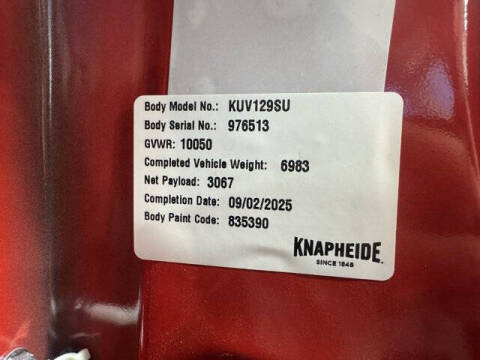 Body Model No.: KUV129SU
Body Serial No.: 976513
GVWR: 10050
Completed Vehicle Weight: 6983
Net Payload: 3067
Completion Date: 09/02/2025
Body Paint Code: 835390
KNAPHEIDE
SINCE 1848